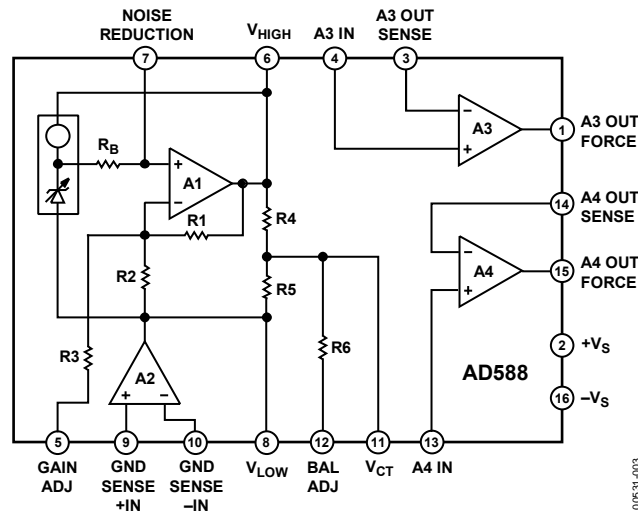 NOISE
REDUCTION
V_HIGH
A3 IN
A3 OUT
SENSE
7
6
4
3
R_B
+
–
A1
–
+
A3
1
A3 OUT
FORCE
R1
R4
14
A4 OUT
SENSE
R2
R5
–
+
A4
15
A4 OUT
FORCE
R3
R6
2
+V_S
A2
+
–
AD588
16
–V_S
5
9
10
8
12
11
13
GAIN
ADJ
GND
SENSE
+IN
GND
SENSE
–IN
V_LOW
BAL
ADJ
V_CT
A4 IN
00531-003